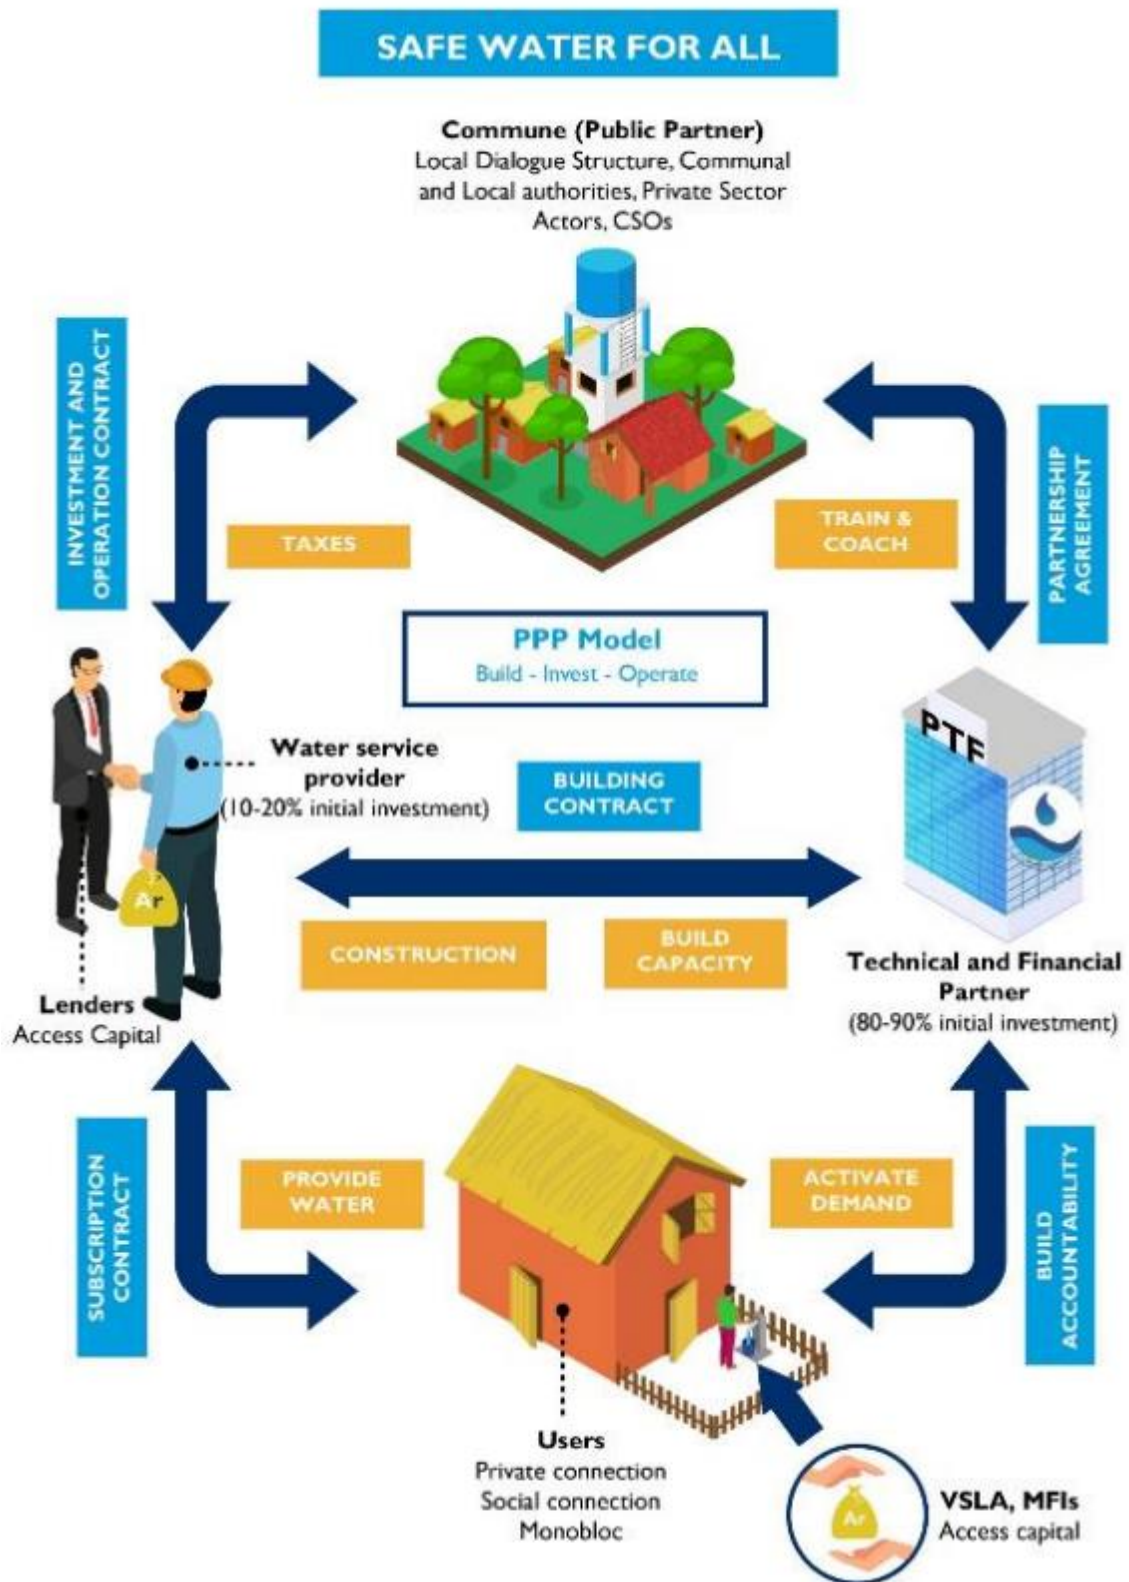 SAFE WATER FOR ALL
Commune (Public Partner)
Local Dialogue Structure, Communal
and Local authorities, Private Sector
Actors, CSOs
INVESTMENT AND
OPERATION CONTRACT
PARTNERSHIP
AGREEMENT
TAXES
TRAIN &
COACH
PPP Model
Build - Invest - Operate
PTF
Water service
provider
(10-20% initial investment)
BUILDING
CONTRACT
Ar
CONSTRUCTION
BUILD
CAPACITY
Technical and Financial
Partner
(80-90% initial investment)
Lenders
Access Capital
SUBSCRIPTION
CONTRACT
PROVIDE
WATER
ACTIVATE
DEMAND
BUILD
ACCOUNTABILITY
Users
Private connection
Social connection
Monobloc
Ar
VSLA, MFIs
Access capital